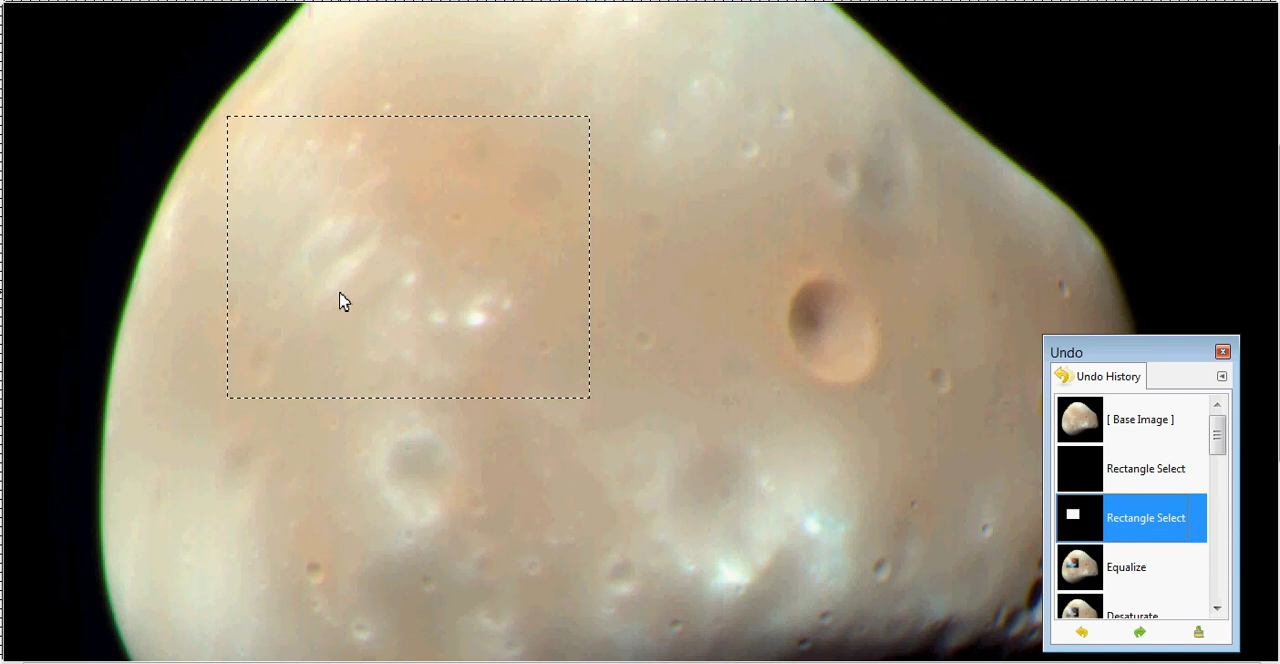 Undo
Undo History
[ Base Image ]
Rectangle Select
Rectangle Select
Equalize
Desaturate